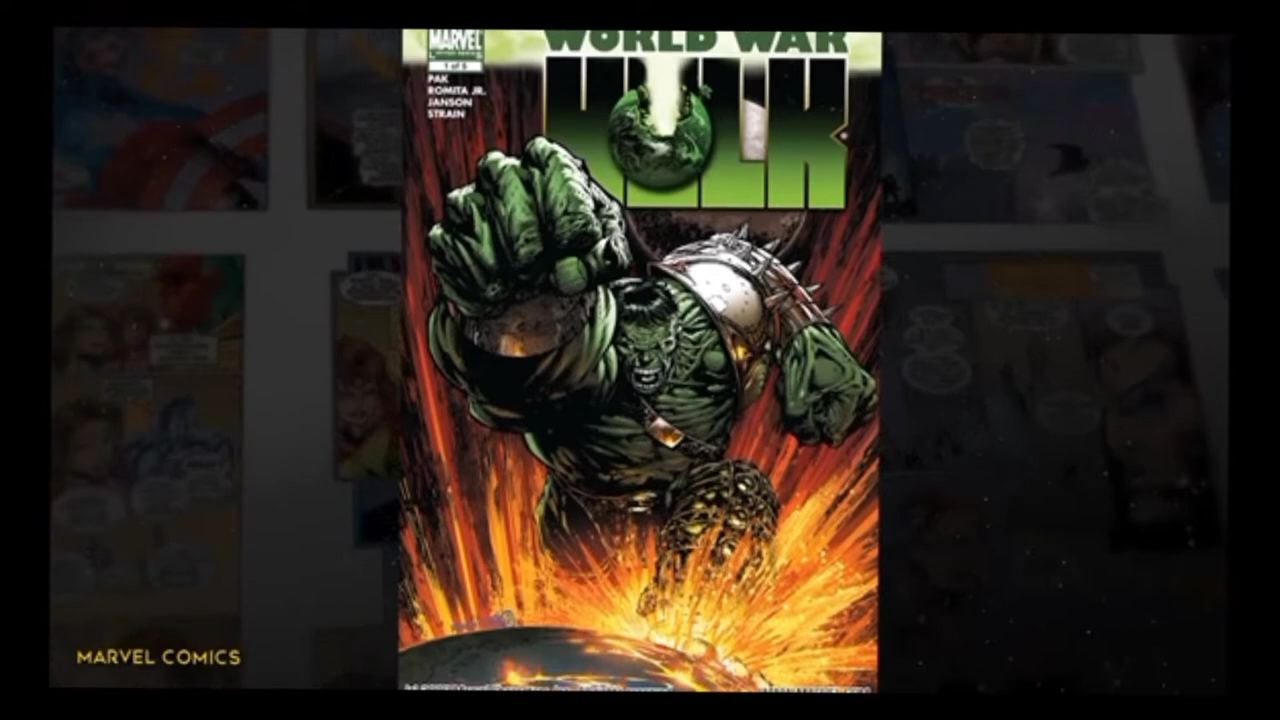 MARVEL
1 of 5
PAK
ROMITA JR.
JANSON
STRAIN
WORLD WAR
HULK
MARVEL COMICS